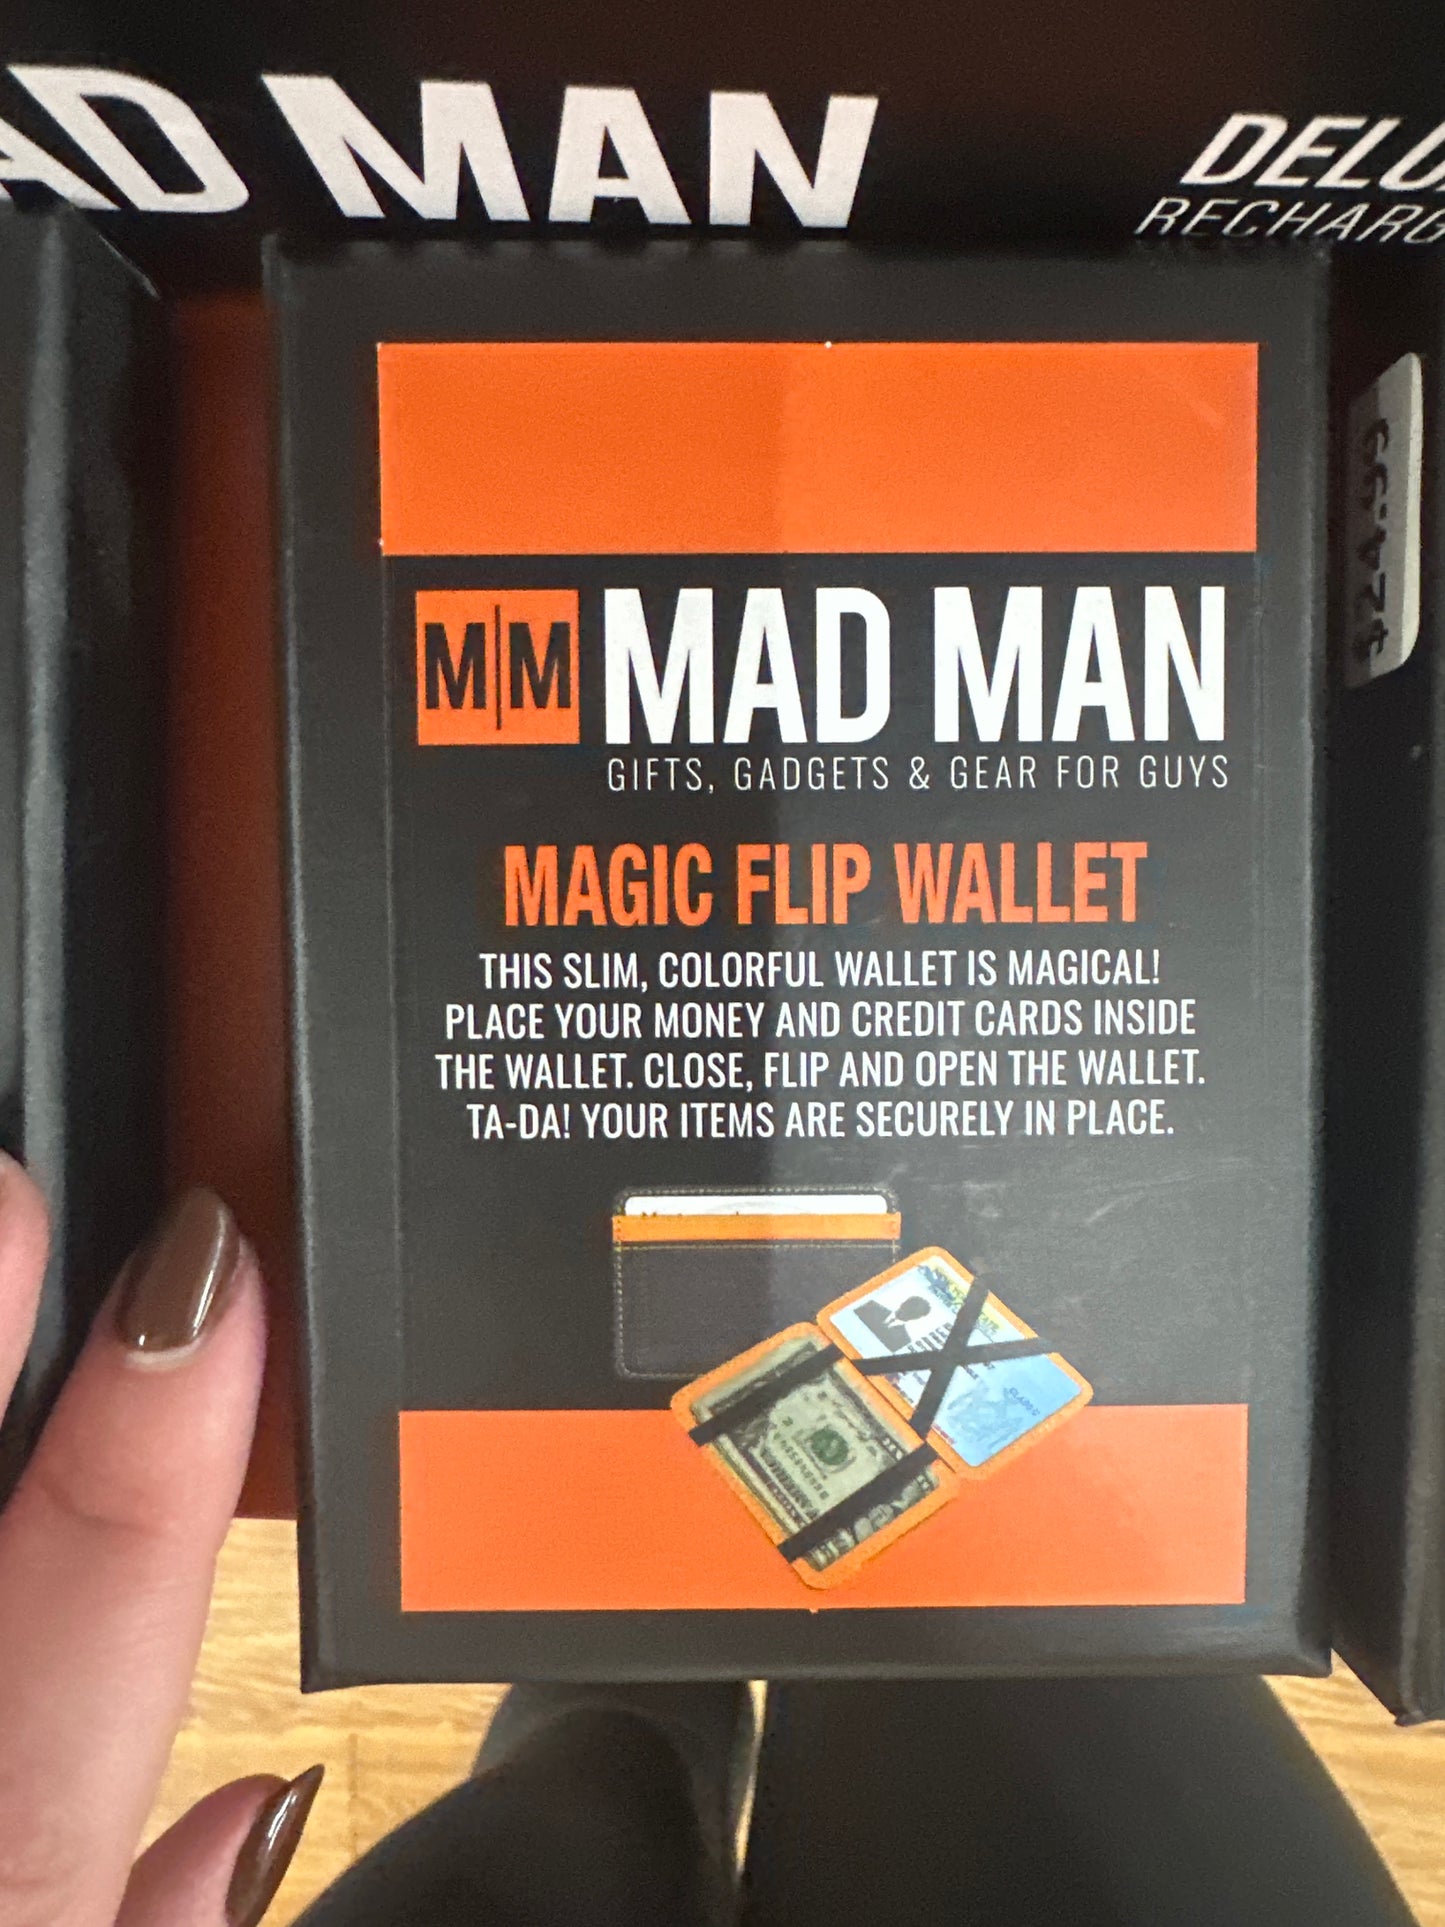 AD MAN
DELU
RECHARG
$24.99
M|M
MAD MAN
GIFTS, GADGETS & GEAR FOR GUYS
MAGIC FLIP WALLET
THIS SLIM, COLORFUL WALLET IS MAGICAL!
PLACE YOUR MONEY AND CREDIT CARDS INSIDE
THE WALLET. CLOSE, FLIP AND OPEN THE WALLET.
TA-DA! YOUR ITEMS ARE SECURELY IN PLACE.